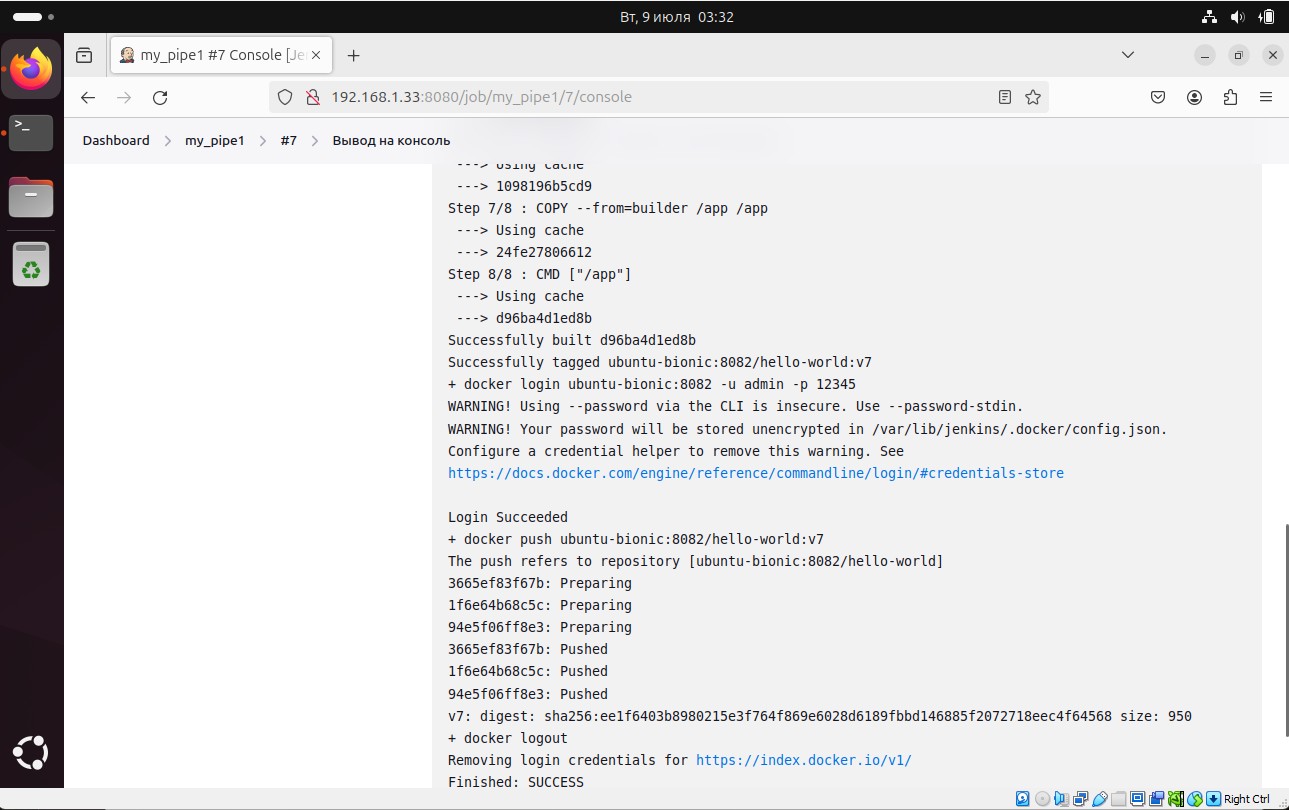 Вт, 9 июля 03:32
my_pipe1 #7 Console [Je
192.168.1.33:8080/job/my_pipe1/7/console
Dashboard > my_pipe1 > #7 > Вывод на консоль
---> Using cache
---> 1098196b5cd9
Step 7/8 : COPY --from=builder /app /app
---> Using cache
---> 24fe27806612
Step 8/8 : CMD ["/app"]
---> Using cache
---> d96ba4d1ed8b
Successfully built d96ba4d1ed8b
Successfully tagged ubuntu-bionic:8082/hello-world:v7
+ docker login ubuntu-bionic:8082 -u admin -p 12345
WARNING! Using --password via the CLI is insecure. Use --password-stdin.
WARNING! Your password will be stored unencrypted in /var/lib/jenkins/.docker/config.json.
Configure a credential helper to remove this warning. See
https://docs.docker.com/engine/reference/commandline/login/#credentials-store
Login Succeeded
+ docker push ubuntu-bionic:8082/hello-world:v7
The push refers to repository [ubuntu-bionic:8082/hello-world]
3665ef83f67b: Preparing
1f6e64b68c5c: Preparing
94e5f06ff8e3: Preparing
3665ef83f67b: Pushed
1f6e64b68c5c: Pushed
94e5f06ff8e3: Pushed
v7: digest: sha256:ee1f6403b8980215e3f764f869e6028d6189fbbd146885f2072718eec4f64568 size: 950
+ docker logout
Removing login credentials for https://index.docker.io/v1/
Finished: SUCCESS
Right Ctrl